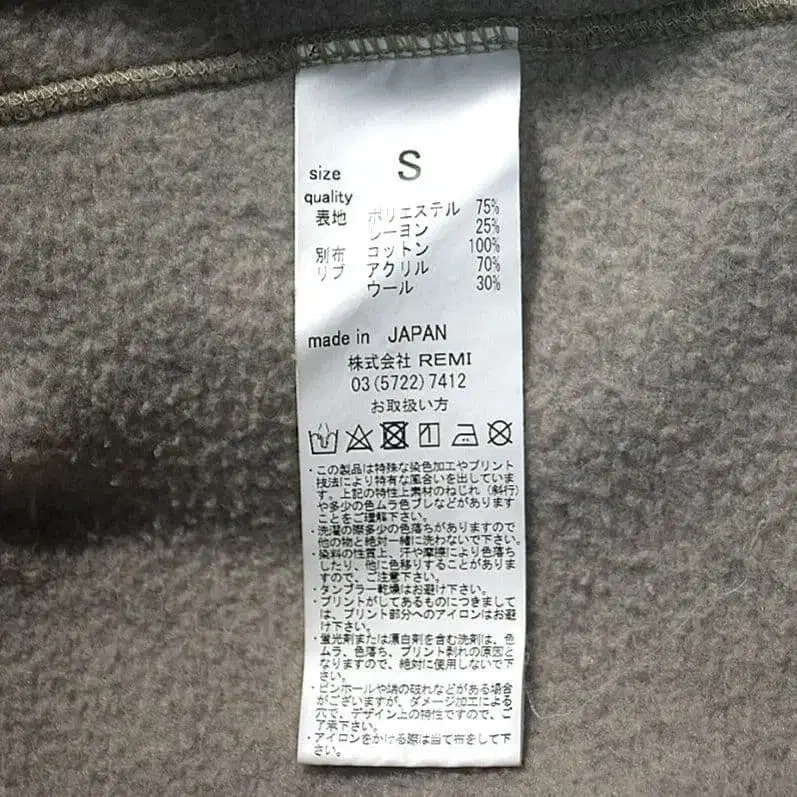 size S
quality
表地 ポリエステル 75%
レーヨン 25%
別布 コットン 100%
リブ アクリル 70%
ウール 30%
made in JAPAN
株式会社 REMI
03(5722)7412
お取扱い方
・この製品は特殊な染色加工やプリント
技法により特有な風合いを出していま
す。上記の特性上素材のねじれ（斜行）
や多少の色ムラ色ブレなどがあります
ことをご理解下さい。
・洗濯の際多少の色落ちがありますので
他の物と絶対一緒に洗わないで下さい。
・染料の性質上、汗や摩擦により色落ち
したり、他に色移りすることがありま
すので、ご注意下さい。
・タンブラー乾燥はお避け下さい。
・プリントがしてあるものにつきまして
は、プリント部分へのアイロンはお避
け下さい。
・蛍光剤または漂白剤を含む洗剤は、色
ムラ、色落ち、プリント剥れの原因と
なりますので、絶対に使用しないで下
さい。
・ピンホールや端の破れなどがある場合
がございますが、ダメージ加工による
穴で、デザイン上の特性ですので、ご
了承下さい。
・アイロンをかける際は当て布をして下
さい。